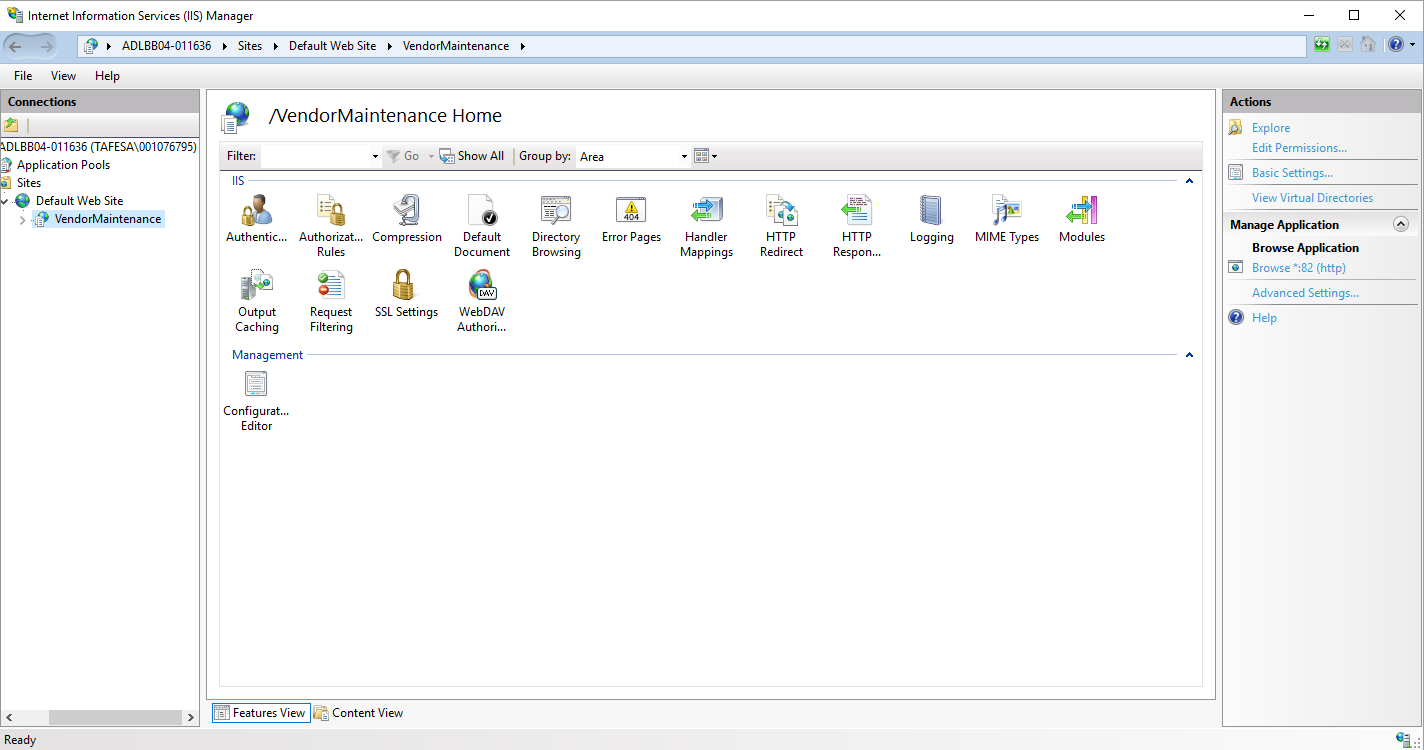 Internet Information Services (IIS) Manager
ADLBB04-011636 Sites Default Web Site VendorMaintenance
File View Help
Connections
ADLBB04-011636 (TAFESA\001076795)
Application Pools
Sites
Default Web Site
VendorMaintenance
/VendorMaintenance Home
Filter: Go Show All Group by: Area
IIS
Authentic... Authorizat... Compression Default Directory Error Pages Handler HTTP HTTP Logging MIME Types Modules
Rules Document Browsing Mappings Redirect Respon...
404
Output Request SSL Settings WebDAV
Caching Filtering Authori...
DAV
Management
Configurat...
Editor
Features View Content View
Actions
Explore
Edit Permissions...
Basic Settings...
View Virtual Directories
Manage Application
Browse Application
Browse *:82 (http)
Advanced Settings...
Help
Ready